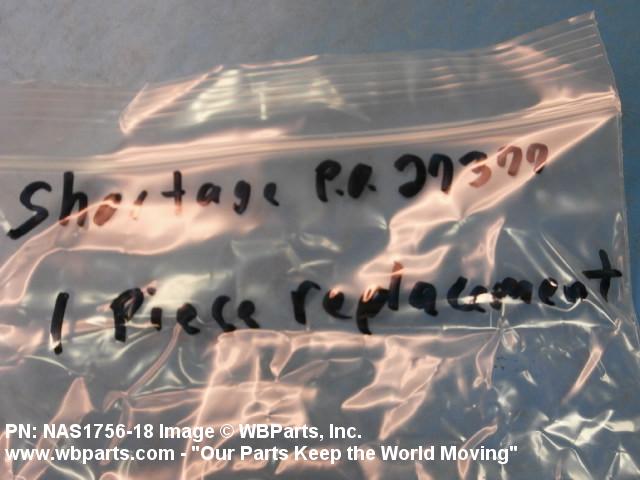 Shortage P.O. 27377
1 Piece replacement
PN: NAS1756-18 Image © WBParts, Inc.
www.wbparts.com - "Our Parts Keep the World Moving"